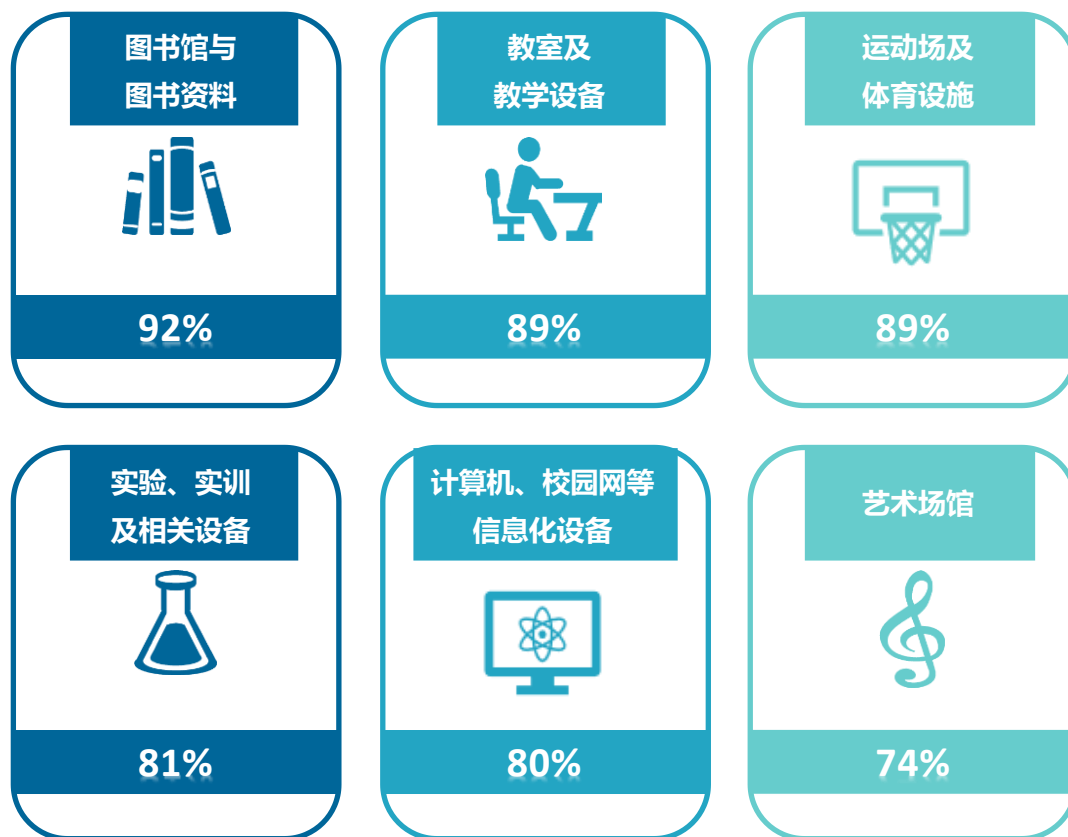 图书馆与
图书资料
92%
教室及
教学设备
89%
运动场及
体育设施
89%
实验、实训
及相关设备
81%
计算机、校园网等
信息化设备
80%
艺术场馆
74%